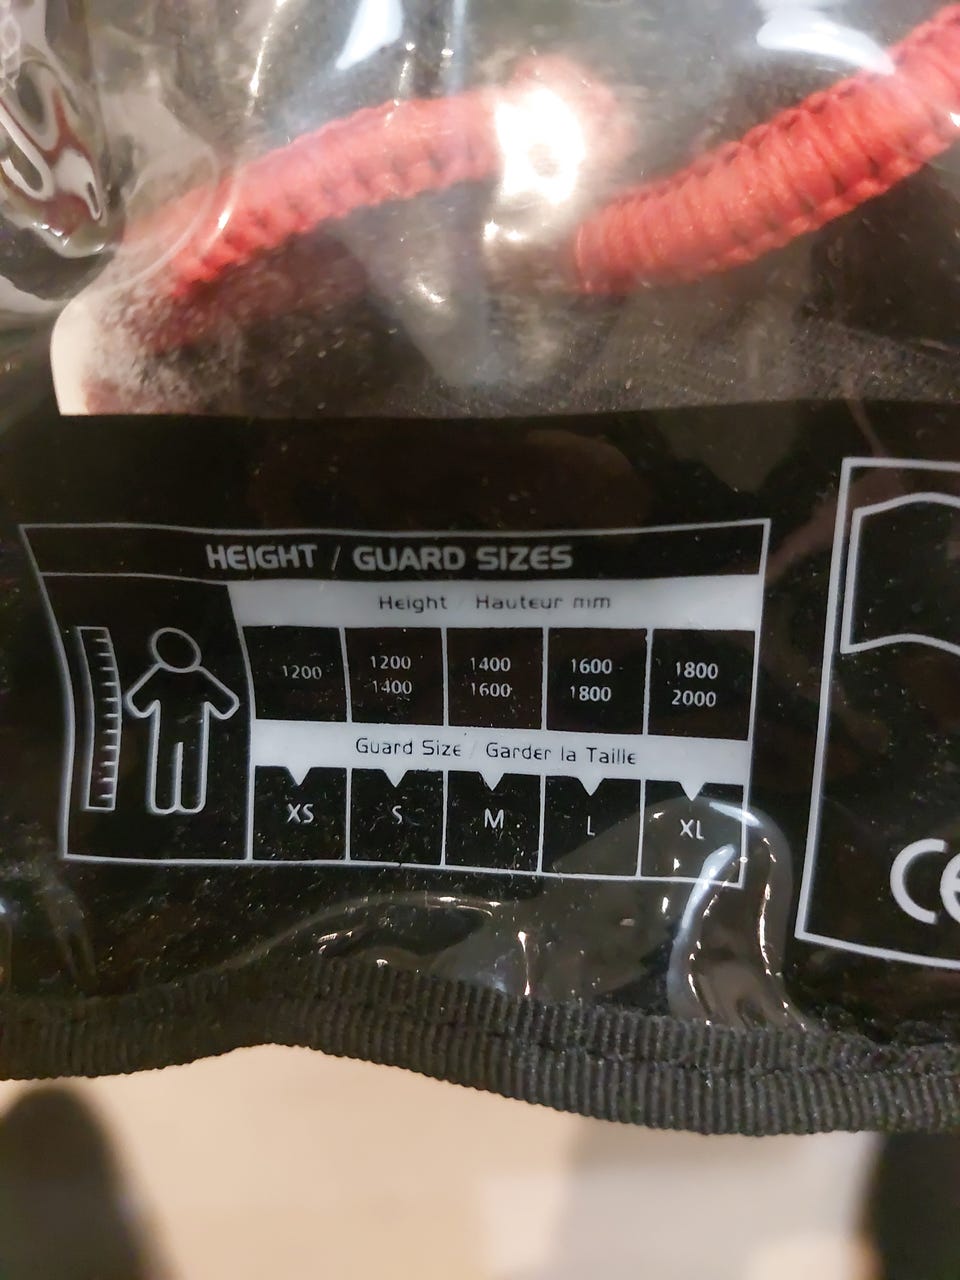 HEIGHT / GUARD SIZES
Height / Hauteur mm
1200 1200 1400 1600 1800
1400 1600 1800 2000
Guard Size / Garder la Taille
XS S M L XL
CE